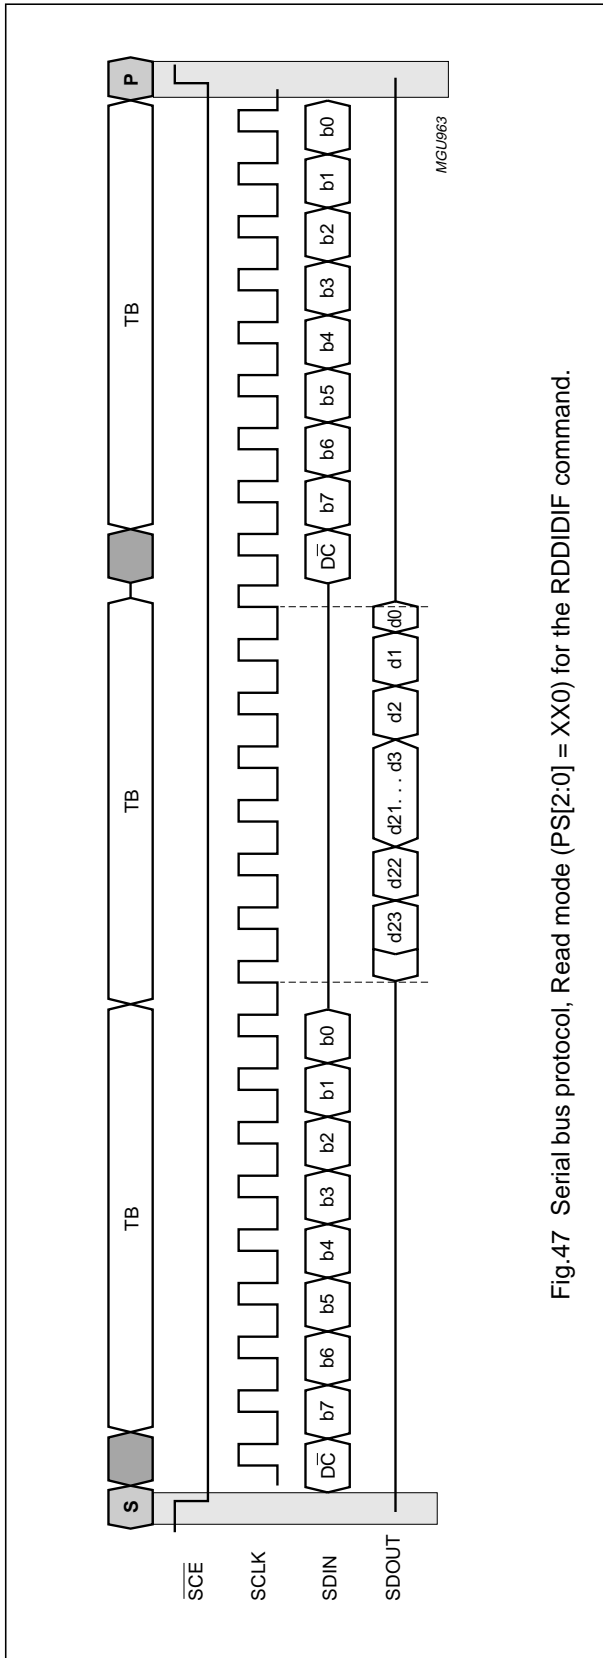 S TB TB TB P
SCE
SCLK
SDIN DC b7 b6 b5 b4 b3 b2 b1 b0 DC b7 b6 b5 b4 b3 b2 b1 b0
SDOUT d23 d22 d21. . . d3 d2 d1 d0
MGU963
Fig.47 Serial bus protocol, Read mode (PS[2:0] = XX0) for the RDDIDIF command.